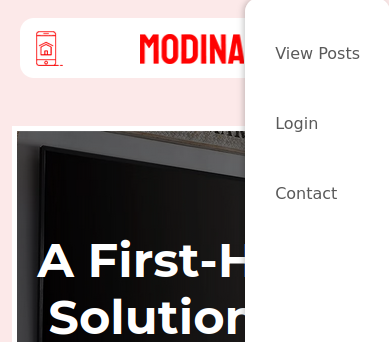 MODINA
View Posts
Login
Contact
A First-H
Solution